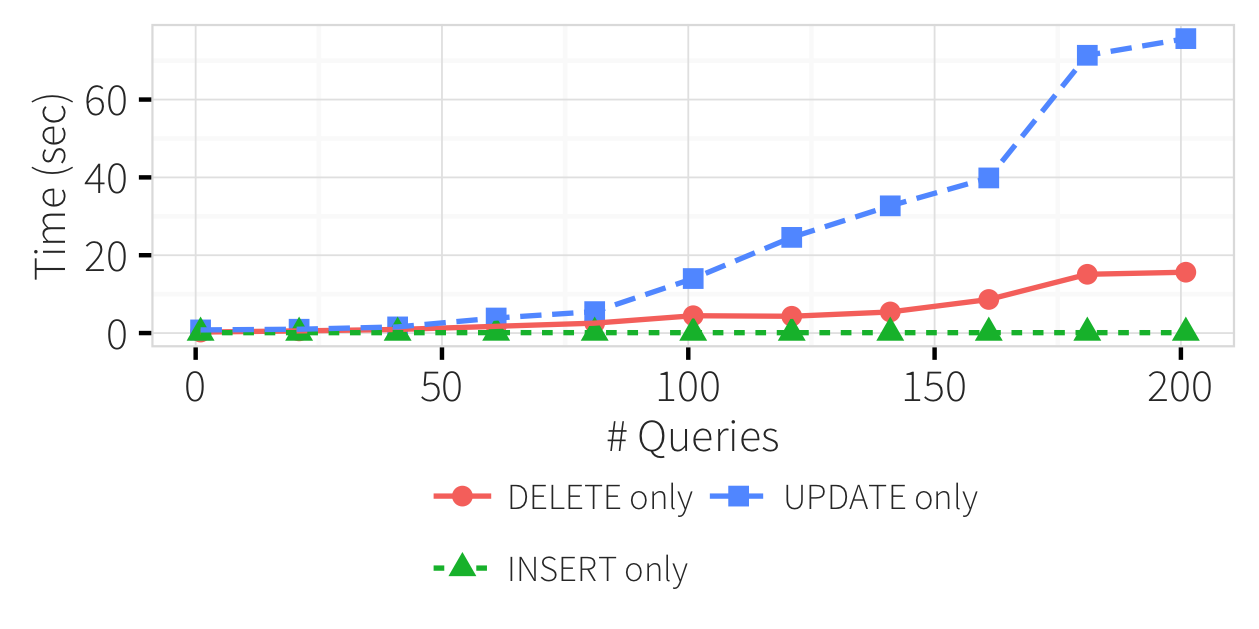 Time (sec)
60
40
20
0
0 50 100 150 200
# Queries
DELETE only UPDATE only
INSERT only